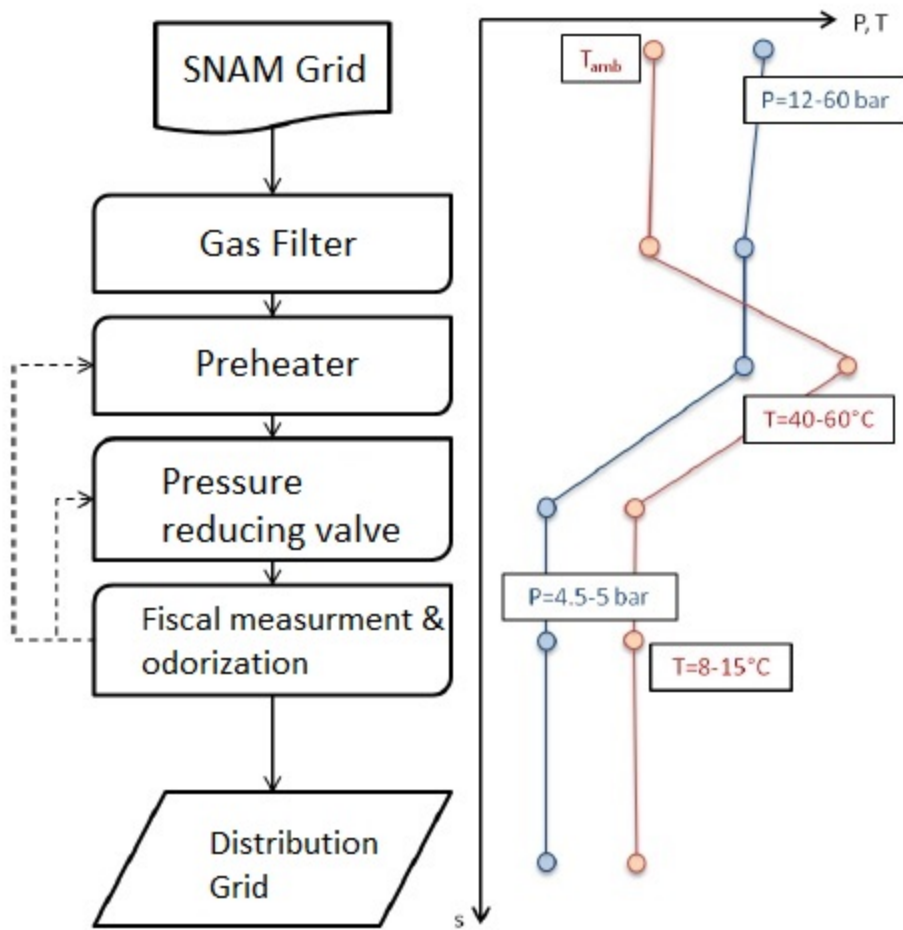 SNAM Grid
Gas Filter
Preheater
Pressure
reducing valve
Fiscal measurment &
odorization
Distribution
Grid
P, T
T_amb
P=12-60 bar
T=40-60°C
P=4.5-5 bar
T=8-15°C
s